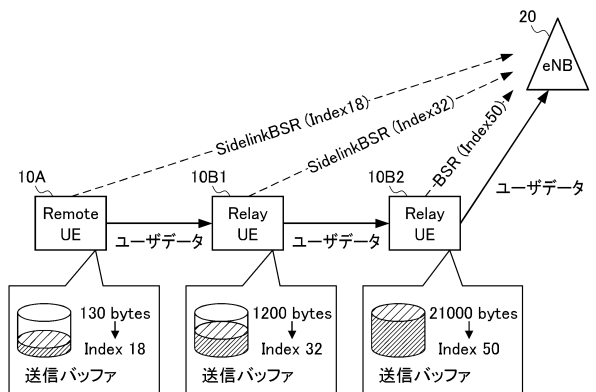 20
eNB
SidelinkBSR (Index18)
SidelinkBSR (Index32)
BSR (Index50)
10A
10B1
10B2
Remote UE
Relay UE
Relay UE
ユーザデータ
ユーザデータ
ユーザデータ
130 bytes
Index 18
送信バッファ
1200 bytes
Index 32
送信バッファ
21000 bytes
Index 50
送信バッファ